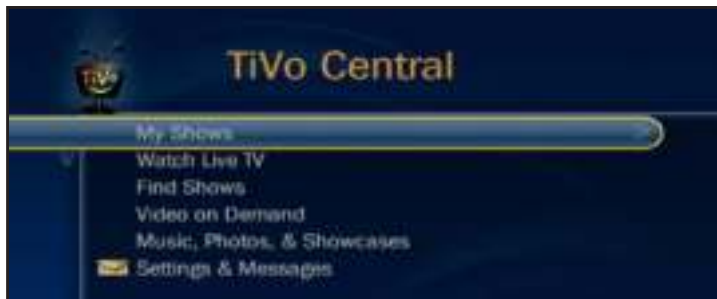 TiVo Central
TiVo
My Shows
Watch Live TV
Find Shows
Video on Demand
Music, Photos, & Showcases
Settings & Messages